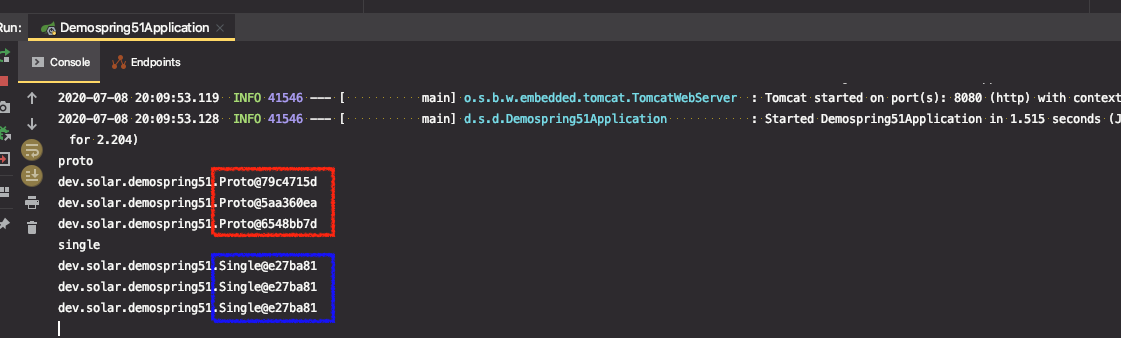 Run:
Demospring51Application
Console
Endpoints
2020-07-08 20:09:53.119 INFO 41546 --- [ main] o.s.b.w.embedded.tomcat.TomcatWebServer : Tomcat started on port(s): 8080 (http) with context
2020-07-08 20:09:53.128 INFO 41546 --- [ main] d.s.d.Demospring51Application : Started Demospring51Application in 1.515 seconds (J
for 2.204)
proto
dev.solar.demospring51.Proto@79c4715d
dev.solar.demospring51.Proto@5aa360ea
dev.solar.demospring51.Proto@6548bb7d
single
dev.solar.demospring51.Single@e27ba81
dev.solar.demospring51.Single@e27ba81
dev.solar.demospring51.Single@e27ba81